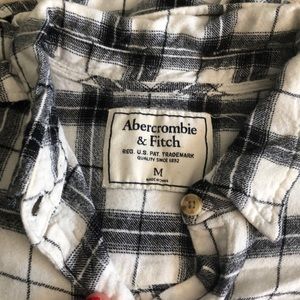 Abercrombie
& Fitch
REG. U.S. PAT. TRADEMARK
QUALITY SINCE 1892
M